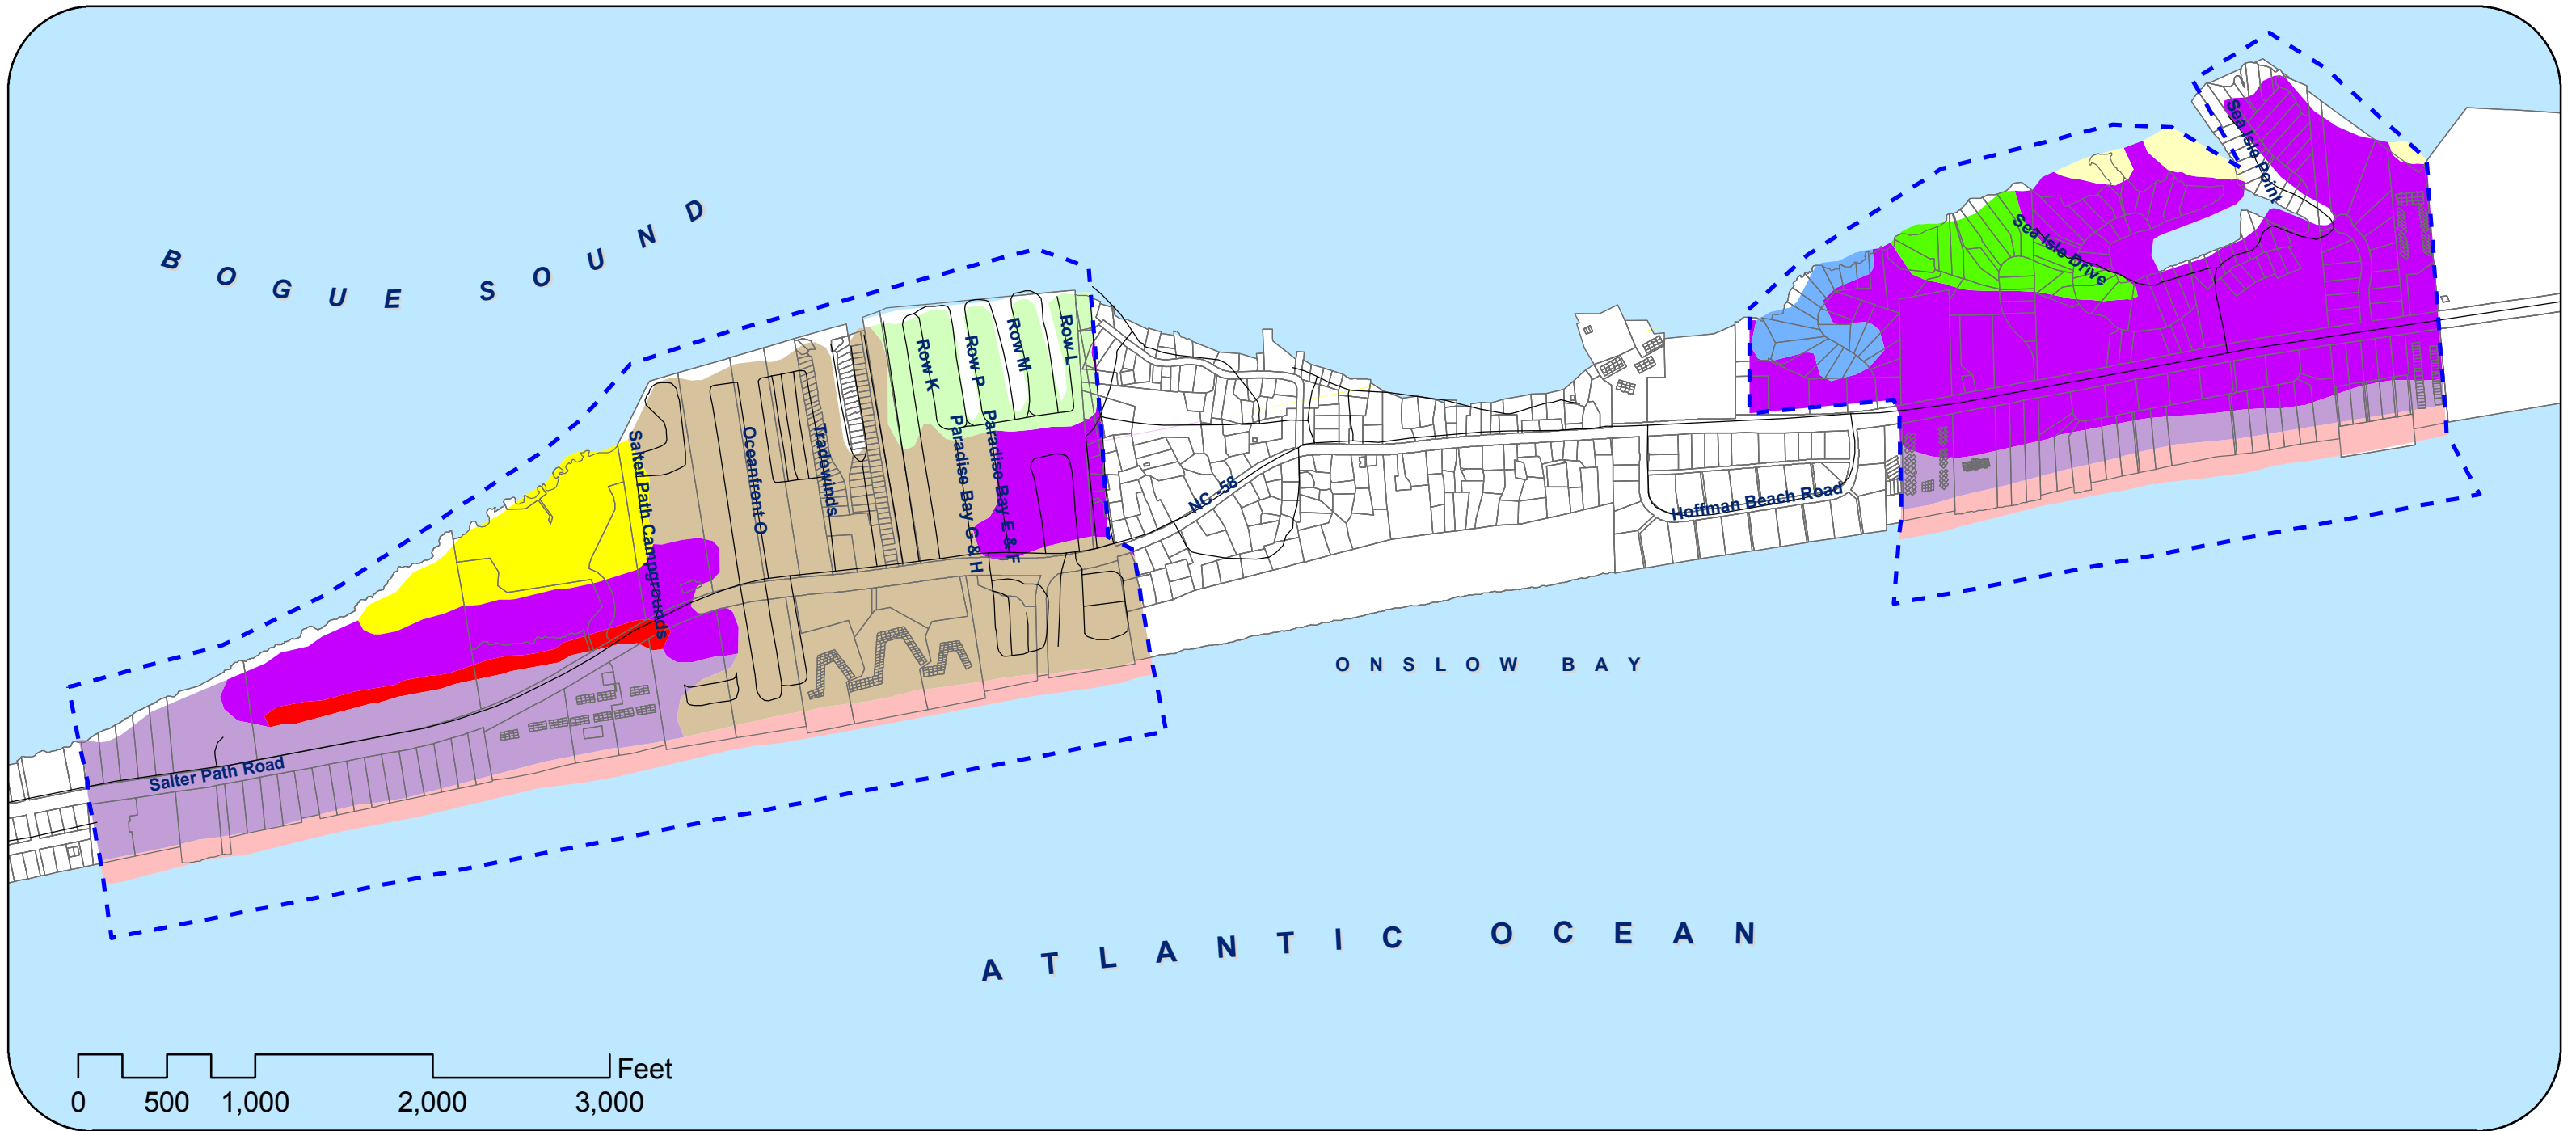 BOGUE SOUND
Sea Isle Point
Sea Isle Drive
Row K
Row P
Row M
Row L
Salter Path Campgrounds
Oceanfront C
Tradewinds
Paradise Bay G & H
Paradise Bay E & F
NC -58
Hoffman Beach Road
ONSLOW BAY
Salter Path Road
ATLANTIC OCEAN
Feet
0 500 1,000 2,000 3,000